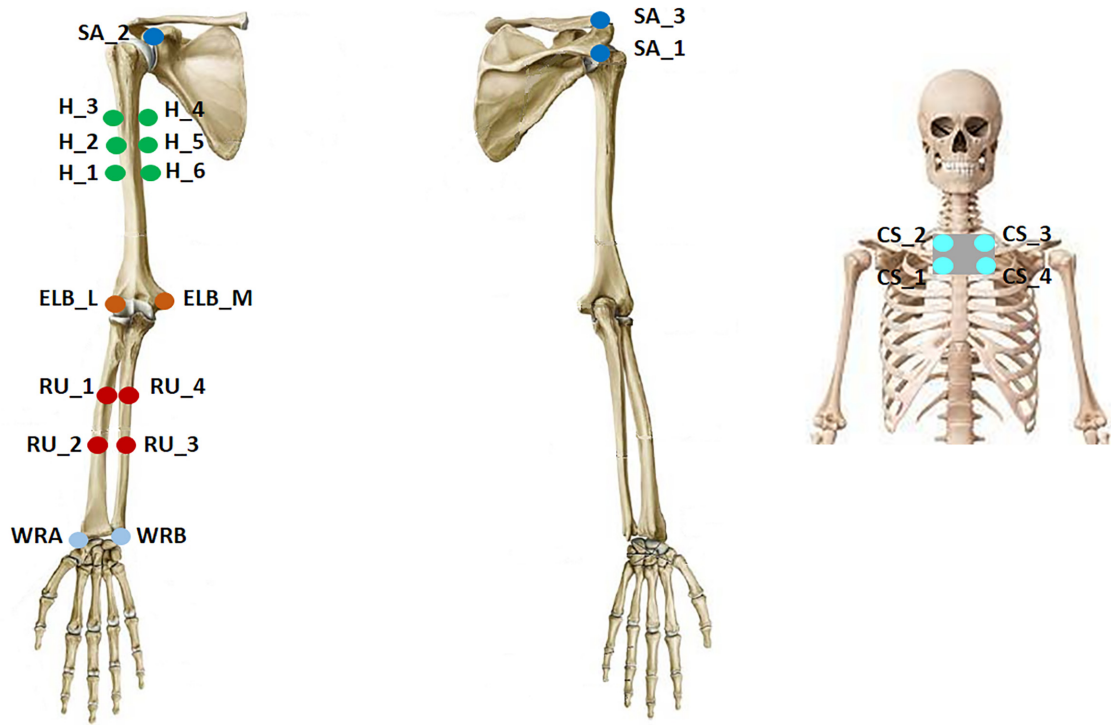 SA_2
H_3 H_4
H_2 H_5
H_1 H_6
ELB_L ELB_M
RU_1 RU_4
RU_2 RU_3
WRA WRB
SA_3
SA_1
CS_2 CS_3
CS_1 CS_4